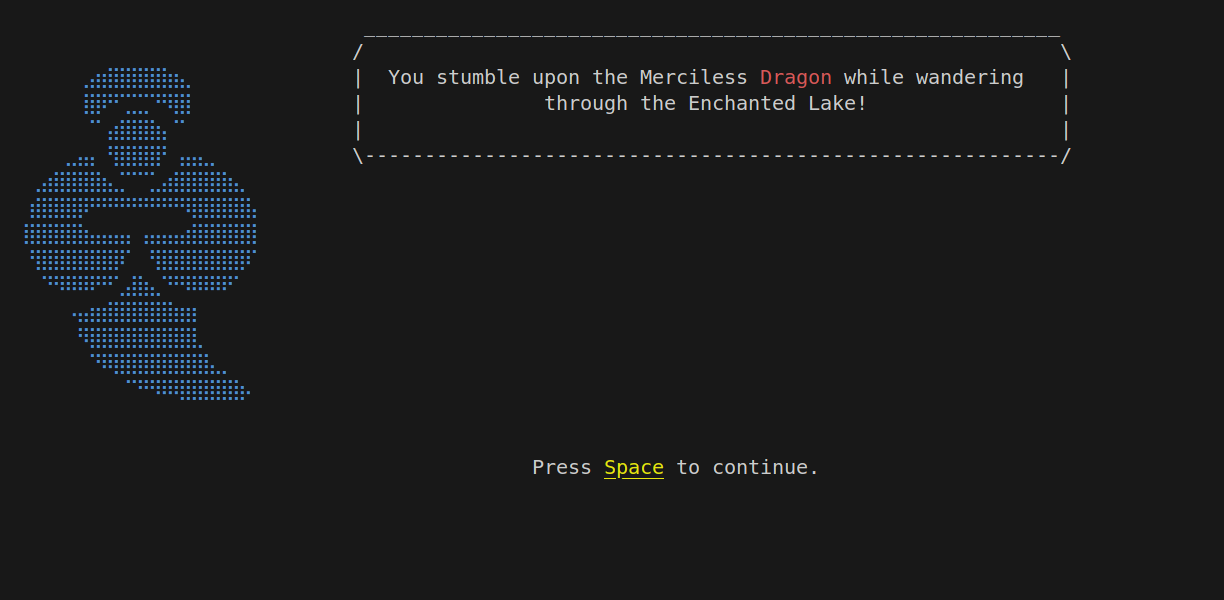 You stumble upon the Merciless Dragon while wandering
through the Enchanted Lake!
Press Space to continue.